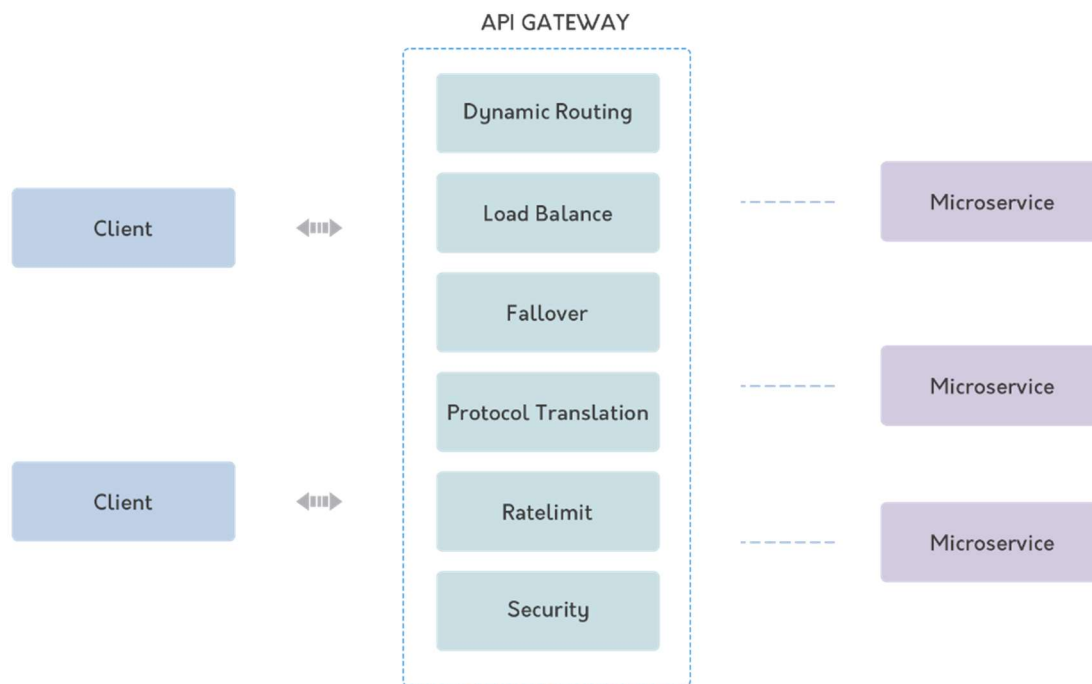 API GATEWAY
Dynamic Routing
Load Balance
Fallover
Protocol Translation
Ratelimit
Security
Client
Client
Microservice
Microservice
Microservice